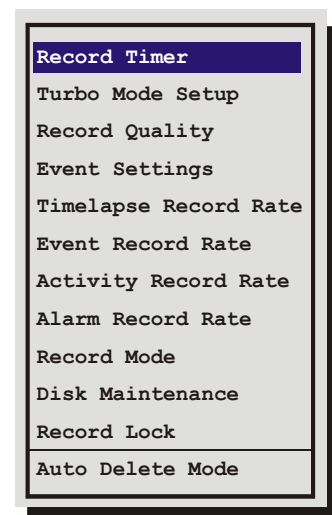 Record Timer
Turbo Mode Setup
Record Quality
Event Settings
Timelapse Record Rate
Event Record Rate
Activity Record Rate
Alarm Record Rate
Record Mode
Disk Maintenance
Record Lock
Auto Delete Mode